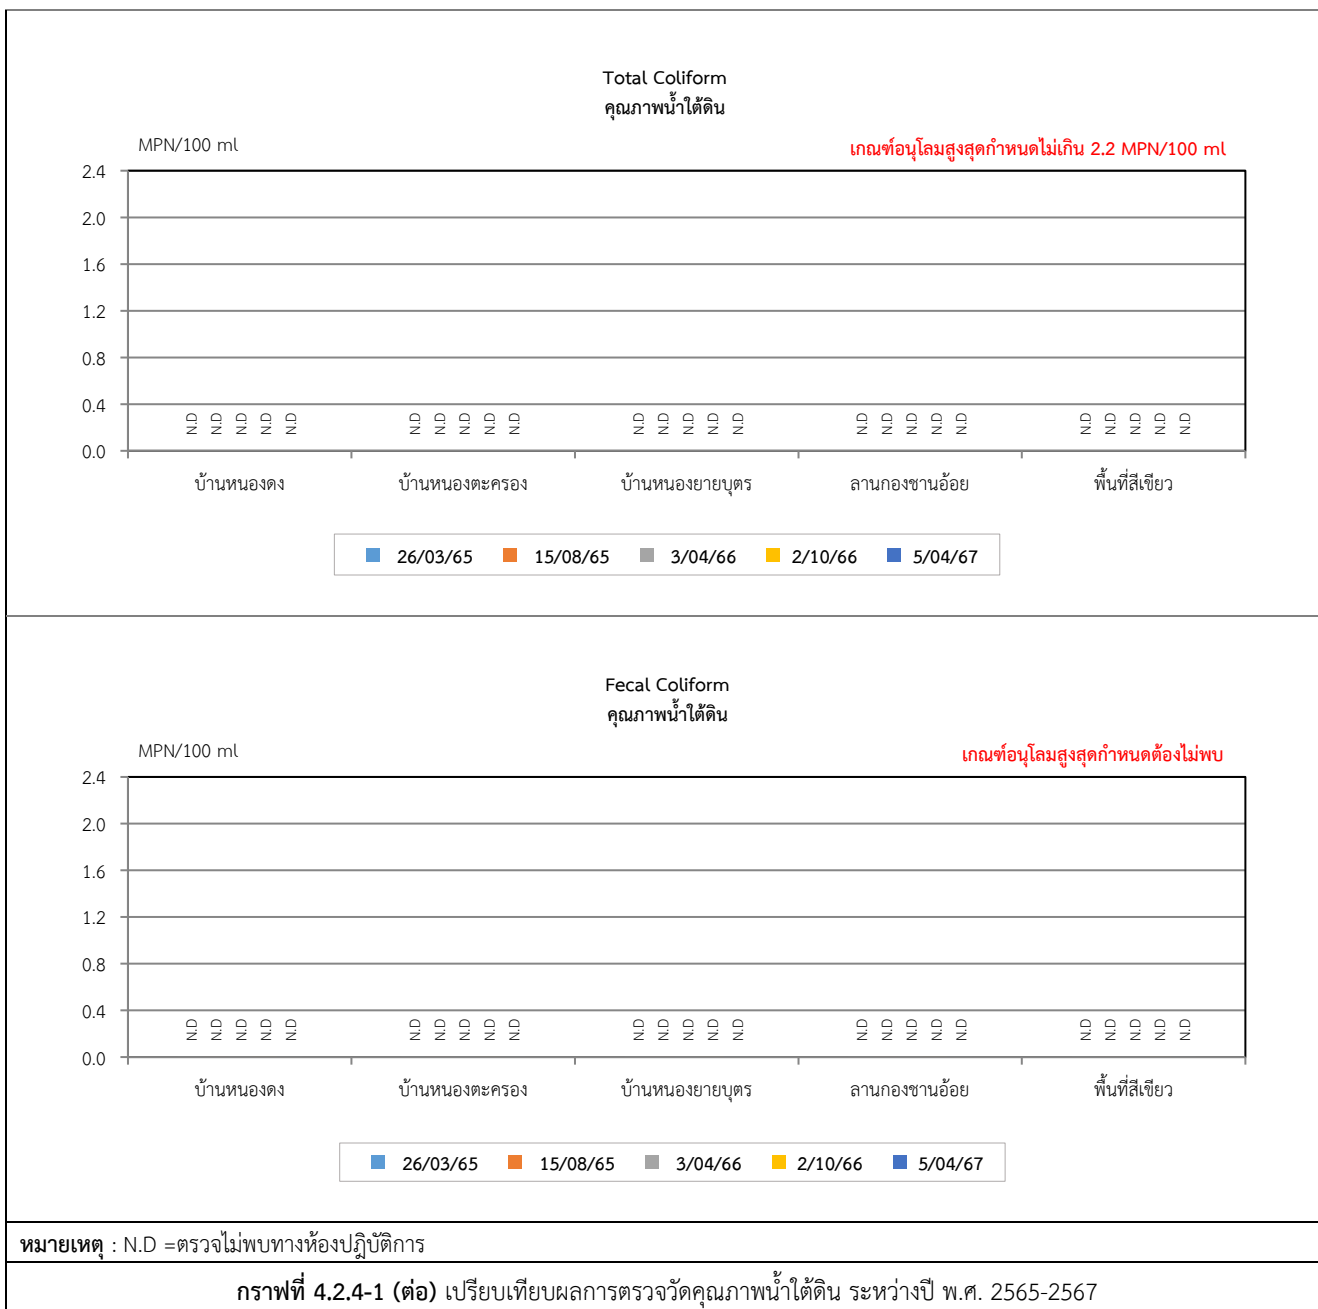 Total Coliform
คุณภาพน้ำใต้ดิน
MPN/100 ml
เกณฑ์อนุโลมสูงสุดกำหนดไม่เกิน 2.2 MPN/100 ml
2.4
2.0
1.6
1.2
0.8
0.4
0.0
N.D N.D N.D N.D N.D N.D N.D N.D N.D N.D N.D N.D N.D N.D N.D N.D N.D N.D N.D N.D N.D N.D N.D N.D N.D
บ้านหนองดง บ้านหนองตะครอง บ้านหนองยายบุตร ลานกองชานอ้อย พื้นที่สีเขียว
26/03/65 15/08/65 3/04/66 2/10/66 5/04/67
Fecal Coliform
คุณภาพน้ำใต้ดิน
MPN/100 ml
เกณฑ์อนุโลมสูงสุดกำหนดต้องไม่พบ
2.4
2.0
1.6
1.2
0.8
0.4
0.0
N.D N.D N.D N.D N.D N.D N.D N.D N.D N.D N.D N.D N.D N.D N.D N.D N.D N.D N.D N.D N.D N.D N.D N.D N.D
บ้านหนองดง บ้านหนองตะครอง บ้านหนองยายบุตร ลานกองชานอ้อย พื้นที่สีเขียว
26/03/65 15/08/65 3/04/66 2/10/66 5/04/67
หมายเหตุ : N.D =ตรวจไม่พบทางห้องปฎิบัติการ
กราฟที่ 4.2.4-1 (ต่อ) เปรียบเทียบผลการตรวจวัดคุณภาพน้ำใต้ดิน ระหว่างปี พ.ศ. 2565-2567